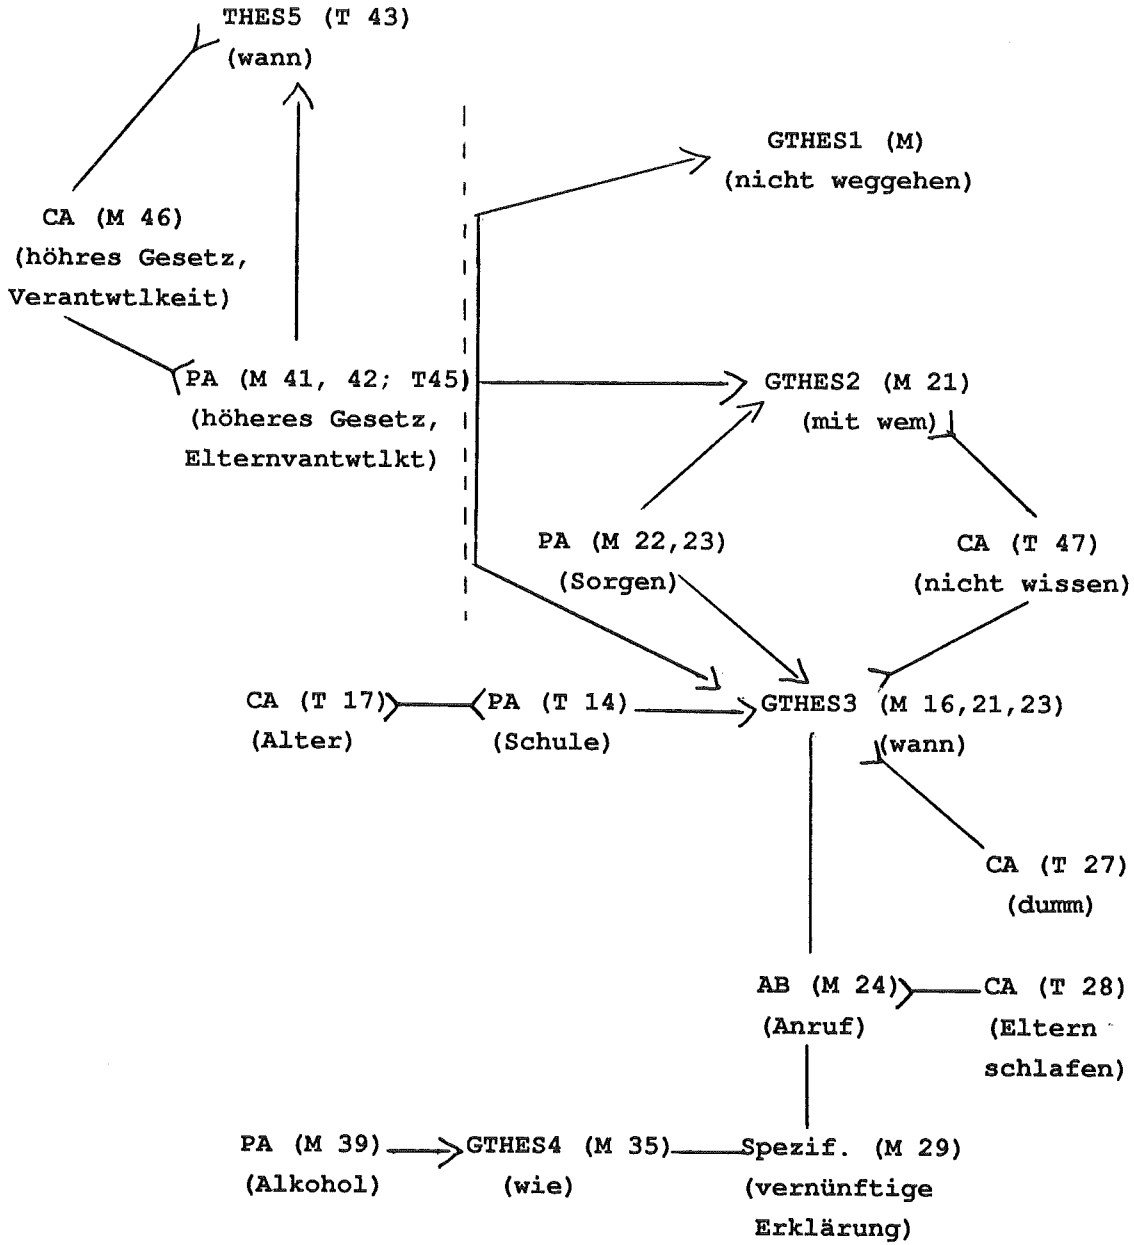 THES5 (T 43)
(wann)
GTHES1 (M)
(nicht weggehen)
CA (M 46)
(höhres Gesetz,
Verantwtlkeit)
PA (M 41, 42; T45)
(höheres Gesetz,
Elternvantwtlkt)
GTHES2 (M 21)
(mit wem)
PA (M 22,23)
(Sorgen)
CA (T 47)
(nicht wissen)
CA (T 17)
(Alter)
PA (T 14)
(Schule)
GTHES3 (M 16,21,23)
(wann)
CA (T 27)
(dumm)
AB (M 24)
(Anruf)
CA (T 28)
(Eltern
schlafen)
PA (M 39)
(Alkohol)
GTHES4 (M 35)
(wie)
Spezif. (M 29)
(vernünftige
Erklärung)